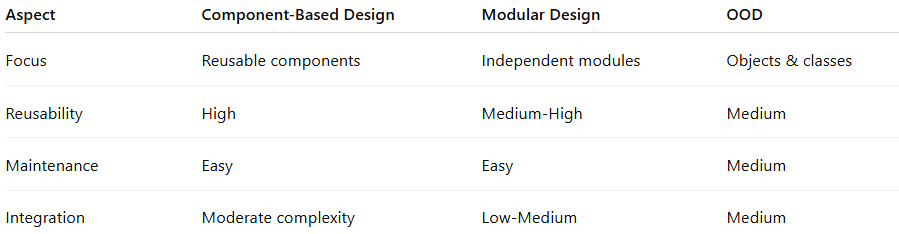 Aspect Component-Based Design Modular Design OOD
Focus Reusable components Independent modules Objects & classes
Reusability High Medium-High Medium
Maintenance Easy Easy Medium
Integration Moderate complexity Low-Medium Medium